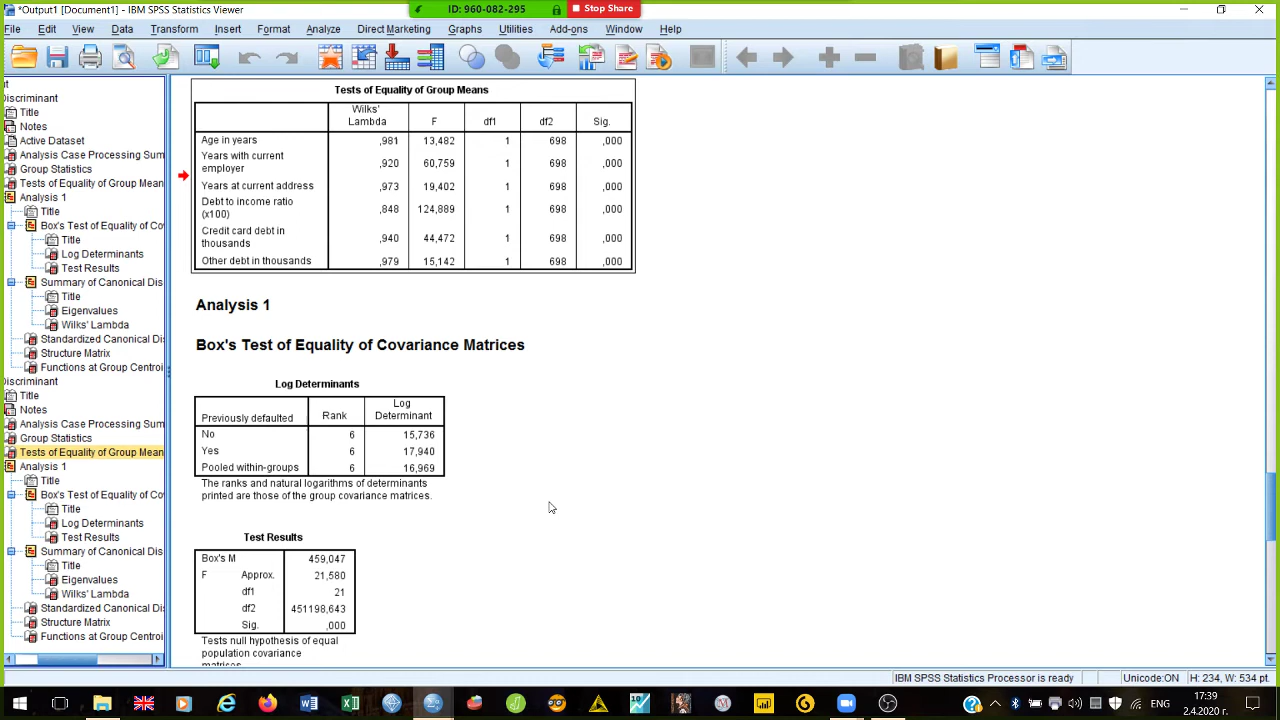 *Output1 [Document1] - IBM SPSS Statistics Viewer
ID: 960-082-295
Stop Share
File Edit View Data Transform Insert Format Analyze Direct Marketing Graphs Utilities Add-ons Window Help
Discriminant
Title
Notes
Active Dataset
Analysis Case Processing Sum
Group Statistics
Tests of Equality of Group Mean
Analysis 1
Title
Box's Test of Equality of Co
Title
Log Determinants
Test Results
Summary of Canonical Dis
Title
Eigenvalues
Wilks' Lambda
Standardized Canonical Di
Structure Matrix
Functions at Group Centroi
Discriminant
Title
Notes
Analysis Case Processing Sum
Group Statistics
Tests of Equality of Group Mean
Analysis 1
Title
Box's Test of Equality of Co
Title
Log Determinants
Test Results
Summary of Canonical Dis
Title
Eigenvalues
Wilks' Lambda
Standardized Canonical Di
Structure Matrix
Functions at Group Centroi
Tests of Equality of Group Means
Wilks' Lambda F df1 df2 Sig.
Age in years ,981 13,482 1 698 ,000
Years with current employer ,920 60,759 1 698 ,000
Years at current address ,973 19,402 1 698 ,000
Debt to income ratio (x100) ,848 124,889 1 698 ,000
Credit card debt in thousands ,940 44,472 1 698 ,000
Other debt in thousands ,979 15,142 1 698 ,000
Analysis 1
Box's Test of Equality of Covariance Matrices
Log Determinants
Previously defaulted Rank Log Determinant
No 6 15,736
Yes 6 17,940
Pooled within-groups 6 16,969
The ranks and natural logarithms of determinants
printed are those of the group covariance matrices.
Test Results
Box's M 459,047
F Approx. 21,580
df1 21
df2 451198,643
Sig. ,000
Tests null hypothesis of equal
population covariance
matrices.
IBM SPSS Statistics Processor is ready Unicode:ON H: 234, W: 534 pt.
17:39
ENG
2.4.2020 г.